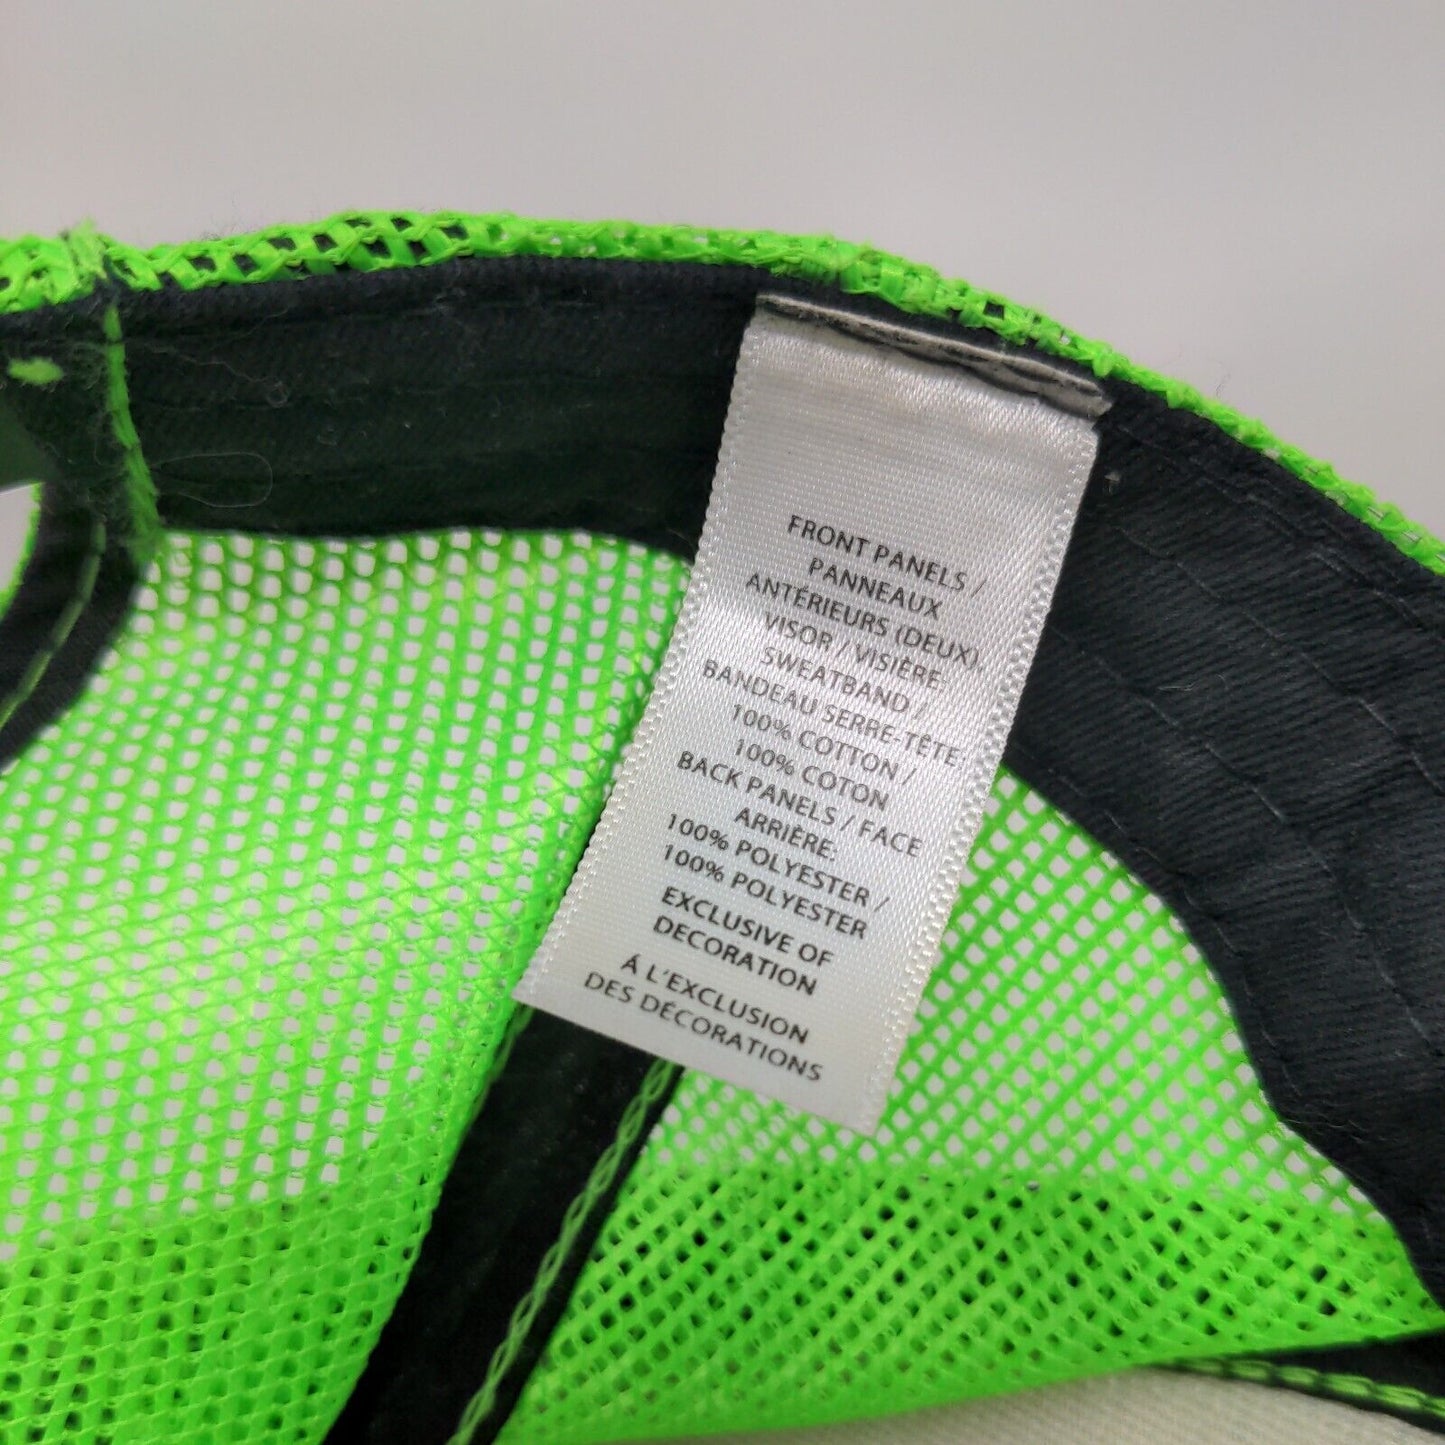 FRONT PANELS /
PANNEAUX
ANTÉRIEURS (DEUX).
VISOR / VISIÈRE:
SWEATBAND /
BANDEAU SERRE-TÊTE:
100% COTTON /
100% COTON
BACK PANELS / FACE
ARRIÈRE:
100% POLYESTER /
100% POLYESTER
EXCLUSIVE OF
DECORATION
Á L'EXCLUSION
DES DÉCORATIONS